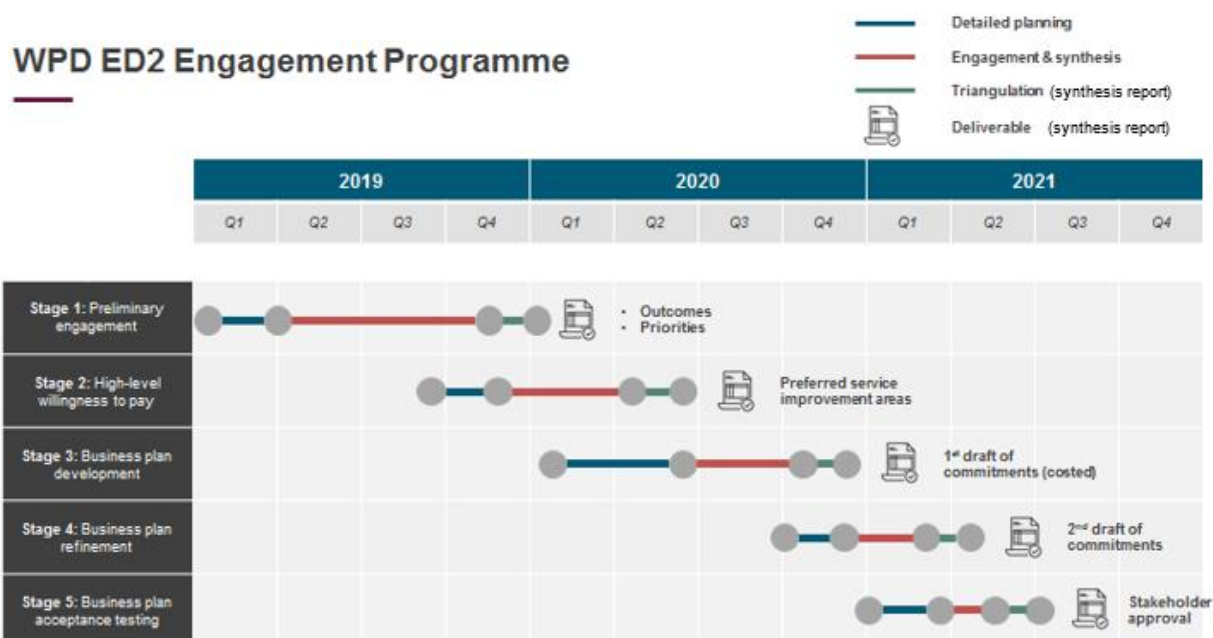 Detailed planning
WPD ED2 Engagement Programme
Engagement & synthesis
Triangulation (synthesis report)
Deliverable (synthesis report)
2019 2020 2021
Q1 Q2 Q3 Q4 Q1 Q2 Q3 Q4 Q1 Q2 Q3 Q4
Stage 1: Preliminary
engagement
• Outcomes
• Priorities
Stage 2: High-level
willingness to pay
Preferred service
improvement areas
Stage 3: Business plan
development
1st draft of
commitments (costed)
Stage 4: Business plan
refinement
2nd draft of
commitments
Stage 5: Business plan
acceptance testing
Stakeholder
approval